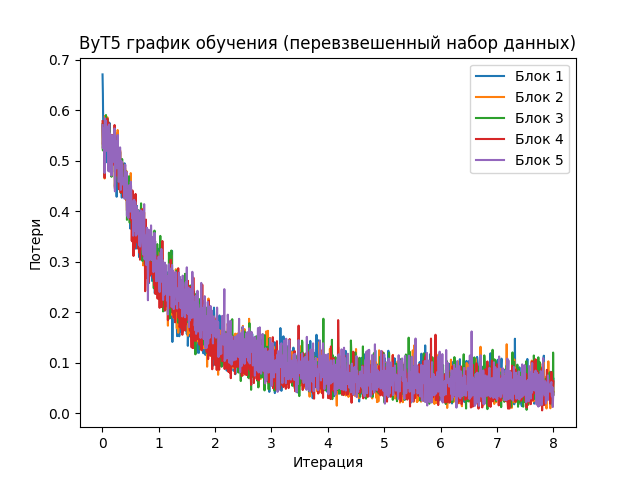 ByT5 график обучения (перевзвешенный набор данных)
Блок 1
Блок 2
Блок 3
Блок 4
Блок 5
0.7
0.6
0.5
0.4
0.3
0.2
0.1
0.0
Потери
0 1 2 3 4 5 6 7 8
Итерация